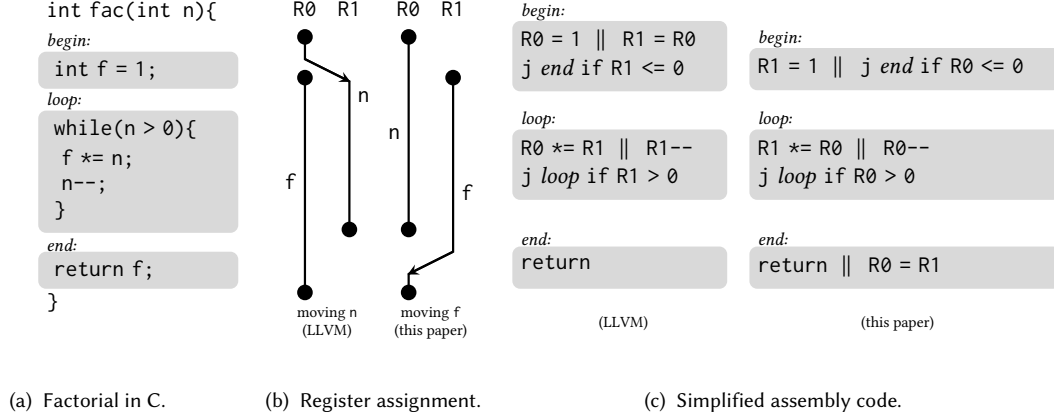 int fac(int n){
begin:
int f = 1;
loop:
while(n > 0){
f *= n;
n--;
}
end:
return f;
}
R0 R1 R0 R1
n
f
n
f
moving n
(LLVM)
moving f
(this paper)
begin:
R0 = 1 ∥ R1 = R0
j end if R1 <= 0
loop:
R0 *= R1 ∥ R1--
j loop if R1 > 0
end:
return
(LLVM)
begin:
R1 = 1 ∥ j end if R0 <= 0
loop:
R1 *= R0 ∥ R0--
j loop if R0 > 0
end:
return ∥ R0 = R1
(this paper)
(a) Factorial in C.
(b) Register assignment.
(c) Simplified assembly code.